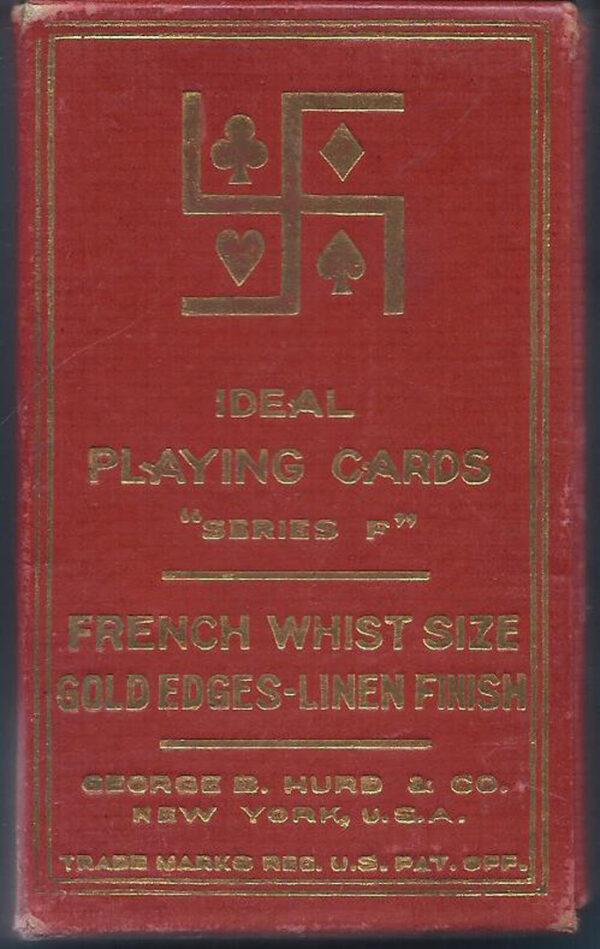 IDEAL
PLAYING CARDS
"SERIES F"
FRENCH WHIST SIZE
GOLD EDGES-LINEN FINISH
GEORGE B. HURD & CO.
NEW YORK, U.S.A.
TRADE MARKS REG. U.S. PAT. OFF.